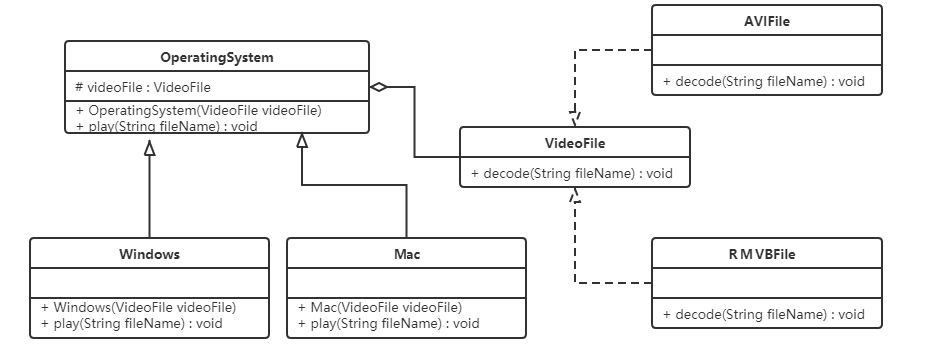 AVIFile
+ decode(String fileName) : void
OperatingSystem
# videoFile : VideoFile
+ OperatingSystem(VideoFile videoFile)
+ play(String fileName) : void
VideoFile
+ decode(String fileName) : void
Windows
+ Windows(VideoFile videoFile)
+ play(String fileName) : void
Mac
+ Mac(VideoFile videoFile)
+ play(String fileName) : void
RMVBFile
+ decode(String fileName) : void